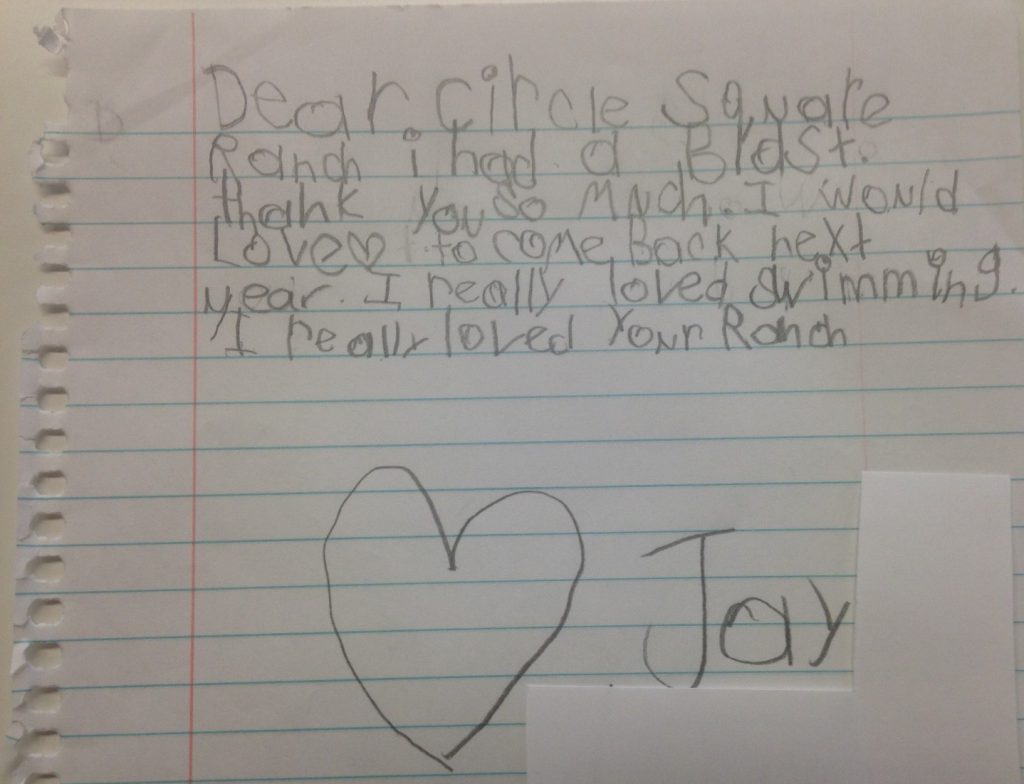 Dear Circle Square
Ranch i had a Blast.
thank you so Much. I would
Love to come Back next
year. I really loved swimming.
I really loved Your Ranch
Jay